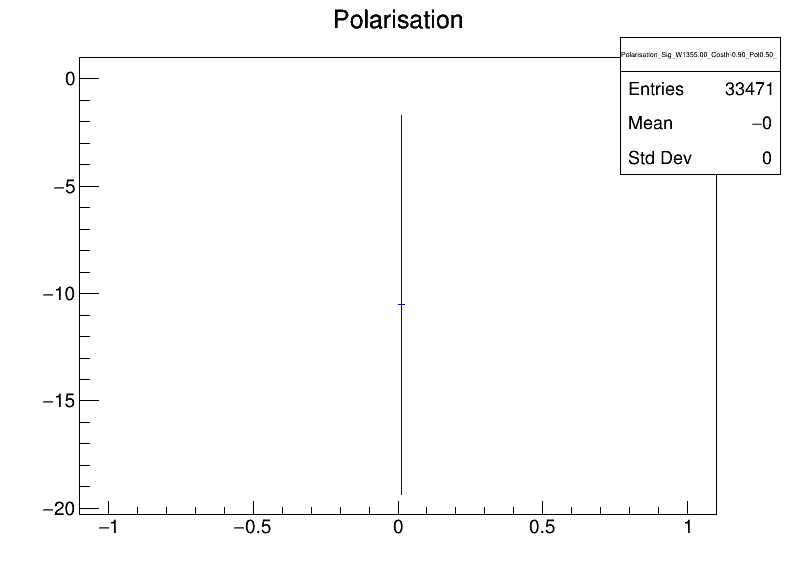 Polarisation
Polarisation_Sig_W1355.00_Costh-0.90_Pol0.50_
Entries 33471
Mean −0
Std Dev 0
0
−5
−10
−15
−20
−1 −0.5 0 0.5 1